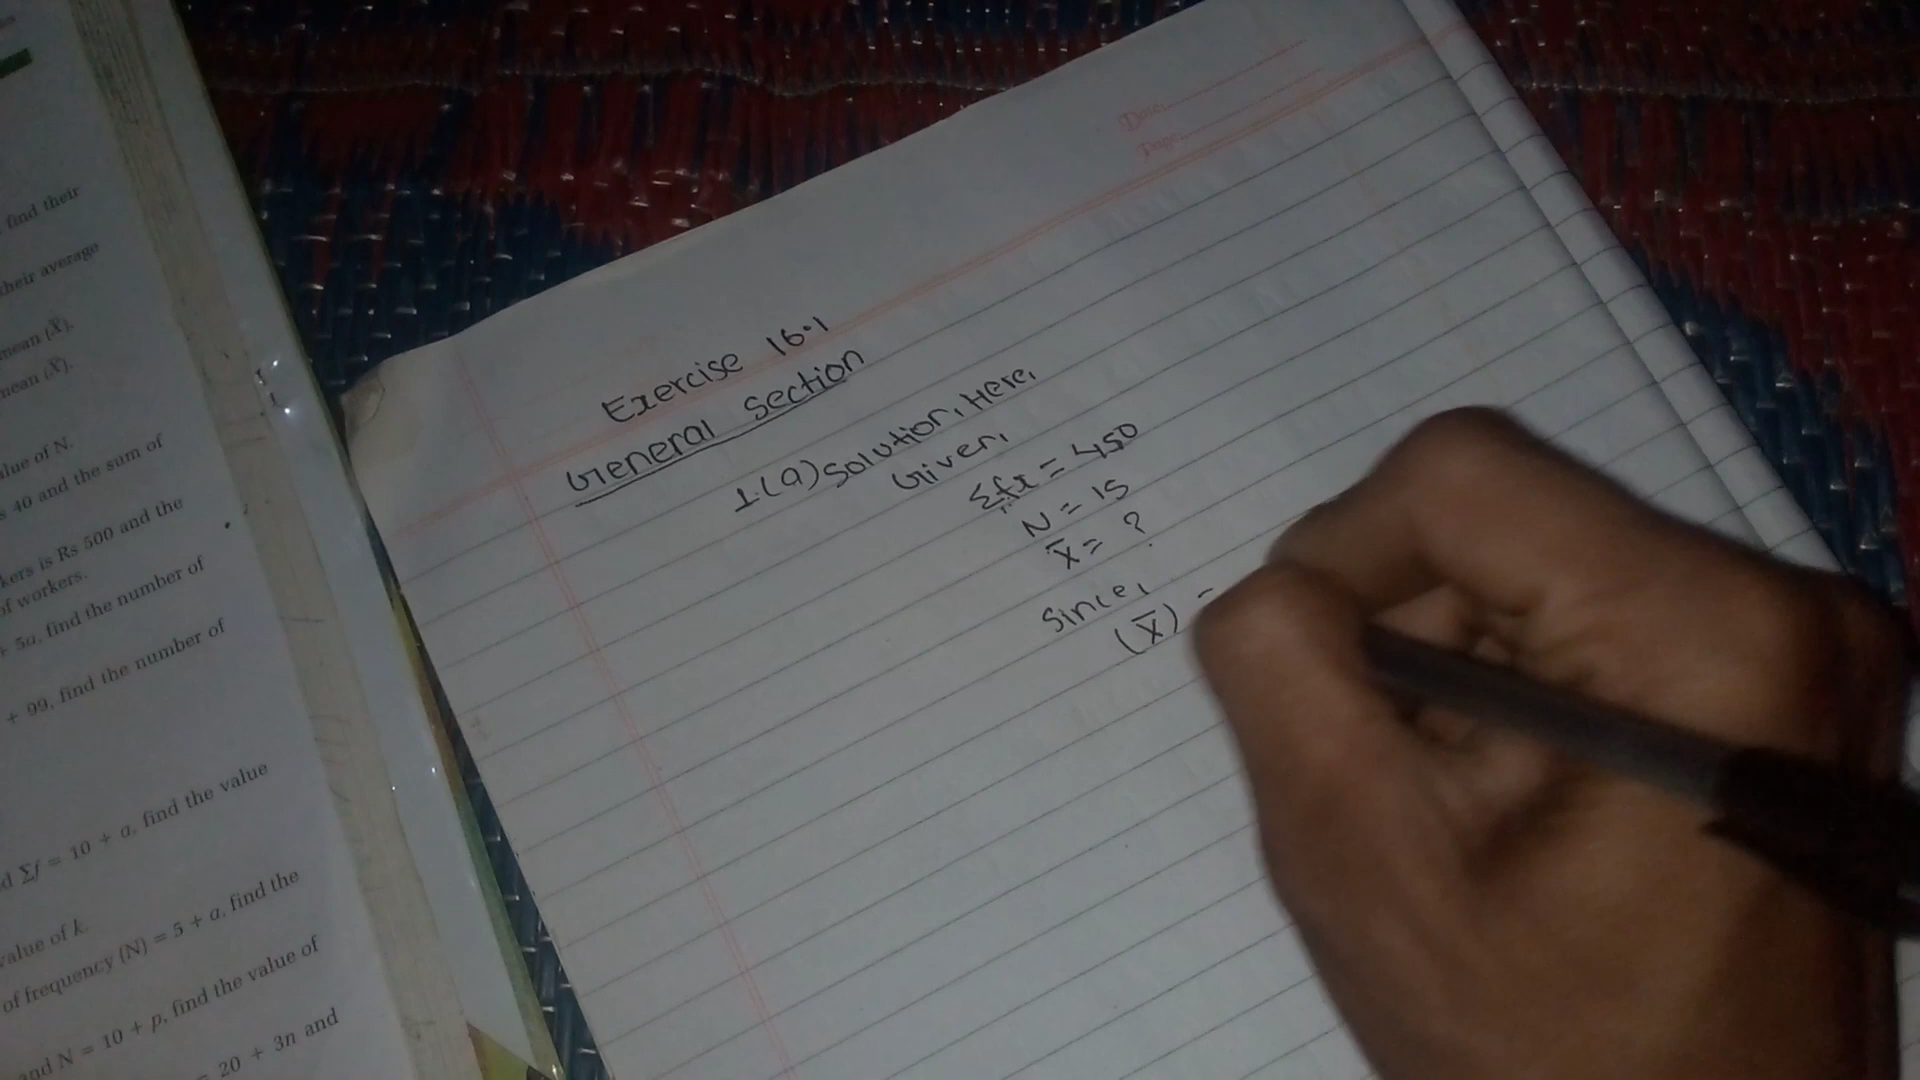 find their
their average
mean (X̄).
mean (X̄).
value of N.
40 and the sum of
kers is Rs 500 and the
of workers.
+ 5a, find the number of
+ 99, find the number of
d Σf = 10 + a, find the value
value of k.
of frequency (N) = 5 + a, find the
and N = 10 + p, find the value of
= 20 + 3n and
Date
Page
Exercise 16.1
General Section
1.(a) Solution, Here,
Given,
Σfx = 450
N = 15
X̄ = ?
Since,
(X̄) =